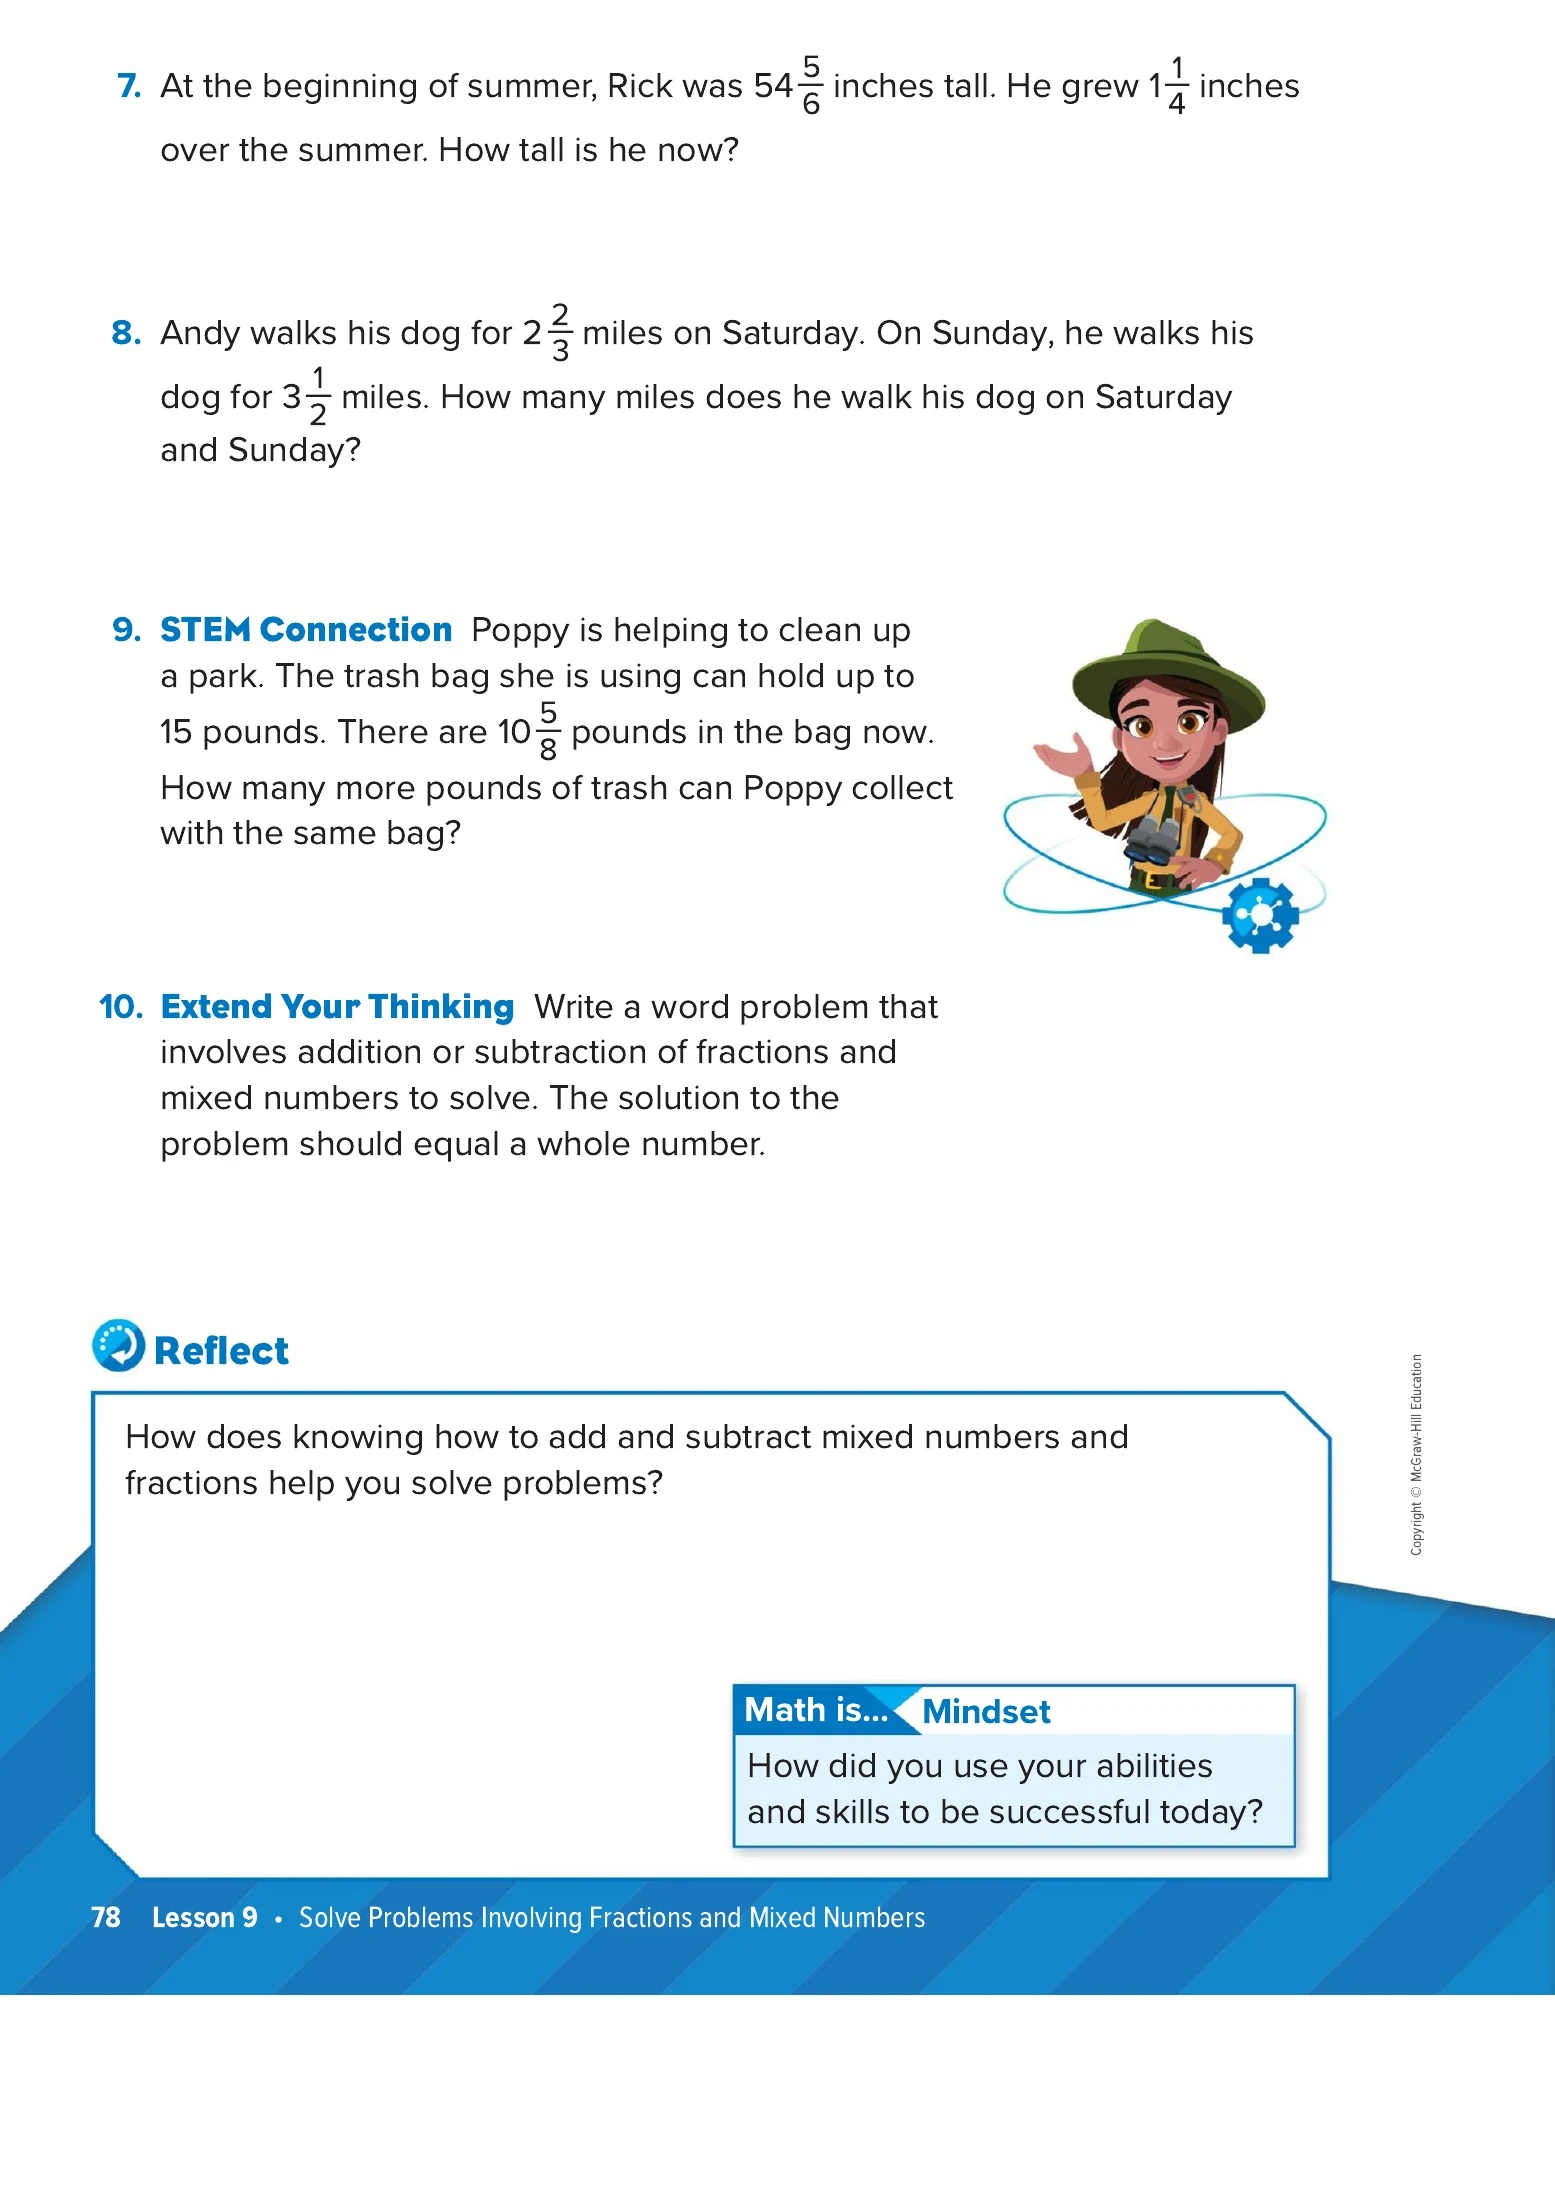 7. At the beginning of summer, Rick was 54 5/6 inches tall. He grew 1 1/4 inches
over the summer. How tall is he now?
8. Andy walks his dog for 2 2/3 miles on Saturday. On Sunday, he walks his
dog for 3 1/2 miles. How many miles does he walk his dog on Saturday
and Sunday?
9. STEM Connection Poppy is helping to clean up
a park. The trash bag she is using can hold up to
15 pounds. There are 10 5/8 pounds in the bag now.
How many more pounds of trash can Poppy collect
with the same bag?
10. Extend Your Thinking Write a word problem that
involves addition or subtraction of fractions and
mixed numbers to solve. The solution to the
problem should equal a whole number.
Reflect
How does knowing how to add and subtract mixed numbers and
fractions help you solve problems?
Math is... Mindset
How did you use your abilities
and skills to be successful today?
Copyright © McGraw-Hill Education
78 Lesson 9 • Solve Problems Involving Fractions and Mixed Numbers